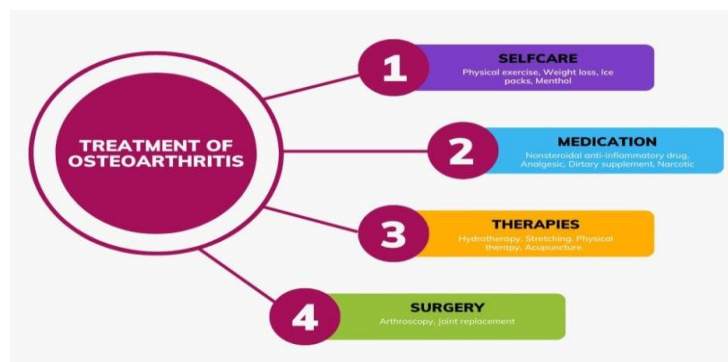 TREATMENT OF
OSTEOARTHRITIS
1
SELFCARE
Physical exercise, Weight loss, Ice
packs, Menthol
2
MEDICATION
Nonsteroidal anti-inflammatory drug,
Analgesic, Dirtary supplement, Narcotic
3
THERAPIES
Hydrotherapy, Stretching, Physical
therapy, Acupuncture.
4
SURGERY
Arthroscopy, Joint replacement